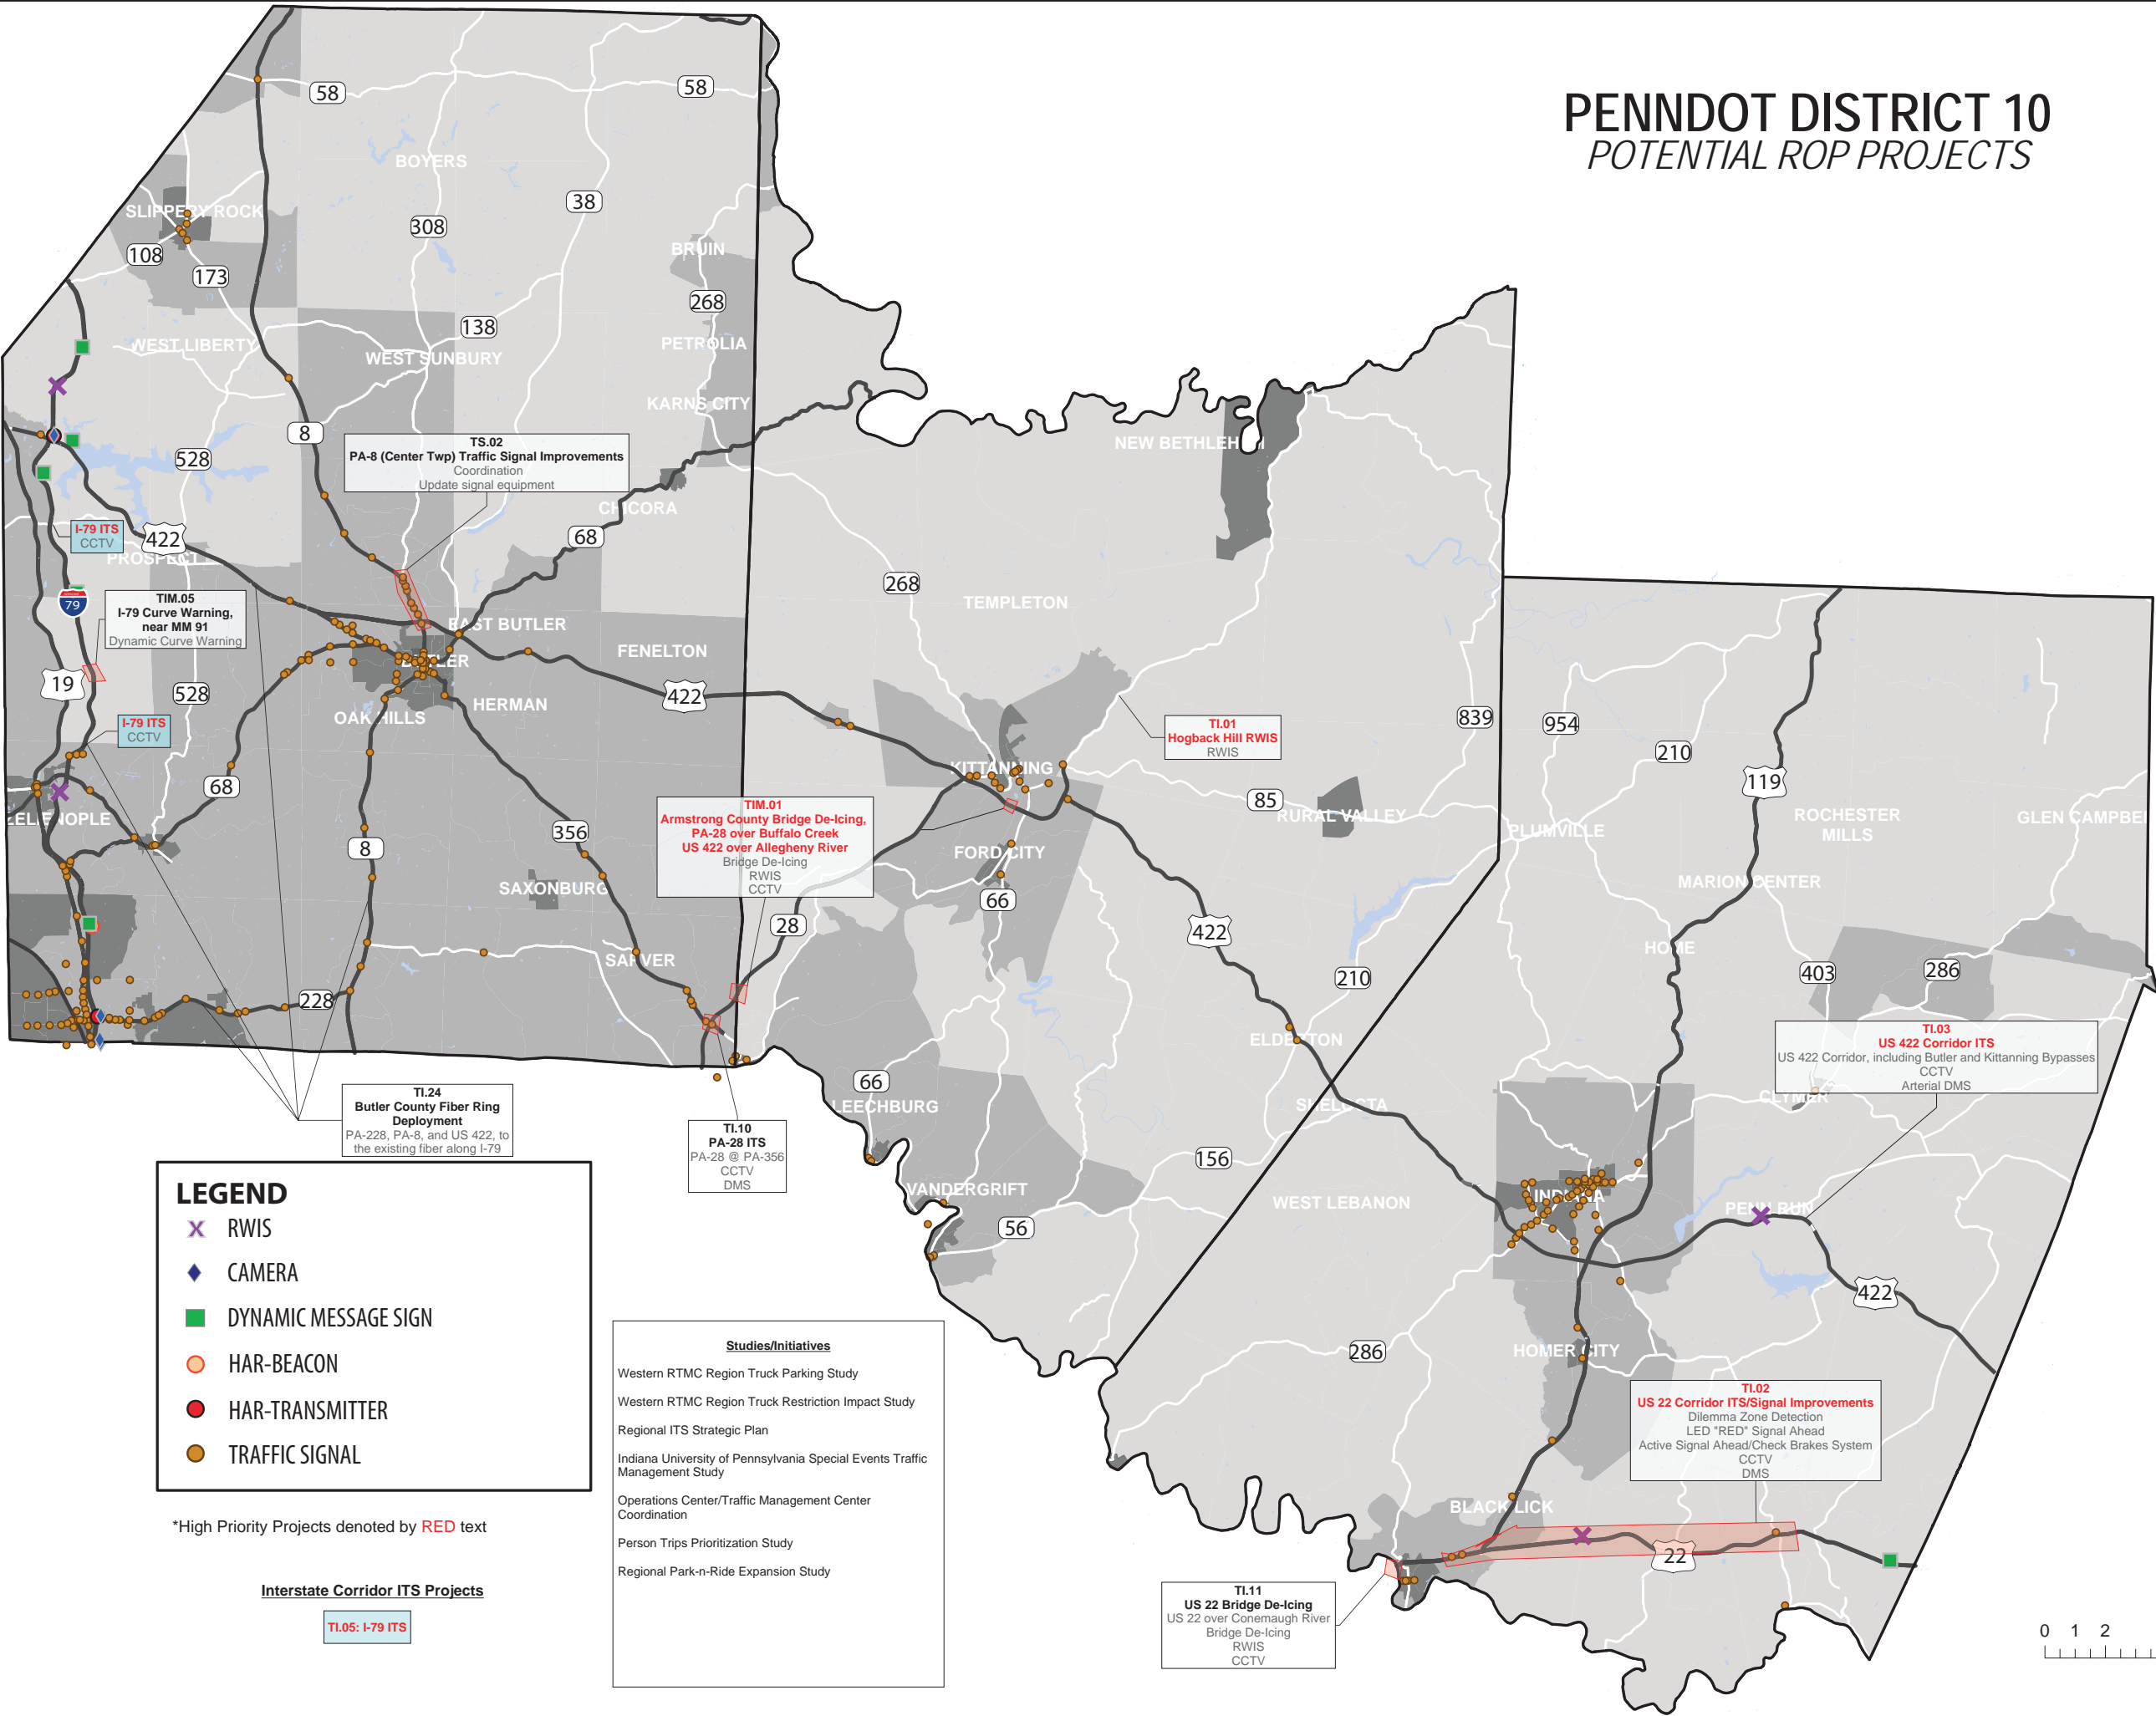 PENNDOT DISTRICT 10
POTENTIAL ROP PROJECTS
58
58
BOYERS
38
SLIPPERY ROCK
308
108
173
BRUIN
268
138
WEST LIBERTY
WEST SUNBURY
PETROLIA
KARNS CITY
8
528
NEW BETHLEH
TS.02
PA-8 (Center Twp) Traffic Signal Improvements
Coordination
Update signal equipment
CHICORA
68
I-79 ITS
CCTV
422
PROSPECT
79
TIM.05
I-79 Curve Warning,
near MM 91
Dynamic Curve Warning
268
TEMPLETON
EAST BUTLER
FENELTON
BUTLER
19
528
HERMAN
OAK HILLS
422
I-79 ITS
CCTV
TI.01
Hogback Hill RWIS
RWIS
839
954
210
119
KITTANNING
68
85
RURAL VALLEY
ZELIENOPLE
PLUMVILLE
ROCHESTER
MILLS
GLEN CAMPBEL
TIM.01
Armstrong County Bridge De-Icing,
PA-28 over Buffalo Creek
US 422 over Allegheny River
Bridge De-Icing
RWIS
CCTV
356
8
FORD CITY
SAXONBURG
66
MARION CENTER
28
422
HOME
SARVER
210
403
286
228
ELDERTON
TI.03
US 422 Corridor ITS
US 422 Corridor, including Butler and Kittanning Bypasses
CCTV
Arterial DMS
CLYMER
66
LEECHBURG
SHELOCTA
TI.24
Butler County Fiber Ring
Deployment
PA-228, PA-8, and US 422, to
the existing fiber along I-79
TI.10
PA-28 ITS
PA-28 @ PA-356
CCTV
DMS
156
VANDERGRIFT
WEST LEBANON
INDIANA
PENN RUN
56
422
LEGEND
RWIS
CAMERA
DYNAMIC MESSAGE SIGN
HAR-BEACON
HAR-TRANSMITTER
TRAFFIC SIGNAL
*High Priority Projects denoted by RED text
Interstate Corridor ITS Projects
TI.05: I-79 ITS
Studies/Initiatives
Western RTMC Region Truck Parking Study
Western RTMC Region Truck Restriction Impact Study
Regional ITS Strategic Plan
Indiana University of Pennsylvania Special Events Traffic
Management Study
Operations Center/Traffic Management Center
Coordination
Person Trips Prioritization Study
Regional Park-n-Ride Expansion Study
286
HOMER CITY
TI.02
US 22 Corridor ITS/Signal Improvements
Dilemma Zone Detection
LED "RED" Signal Ahead
Active Signal Ahead/Check Brakes System
CCTV
DMS
BLACK LICK
22
TI.11
US 22 Bridge De-Icing
US 22 over Conemaugh River
Bridge De-Icing
RWIS
CCTV
0 1 2